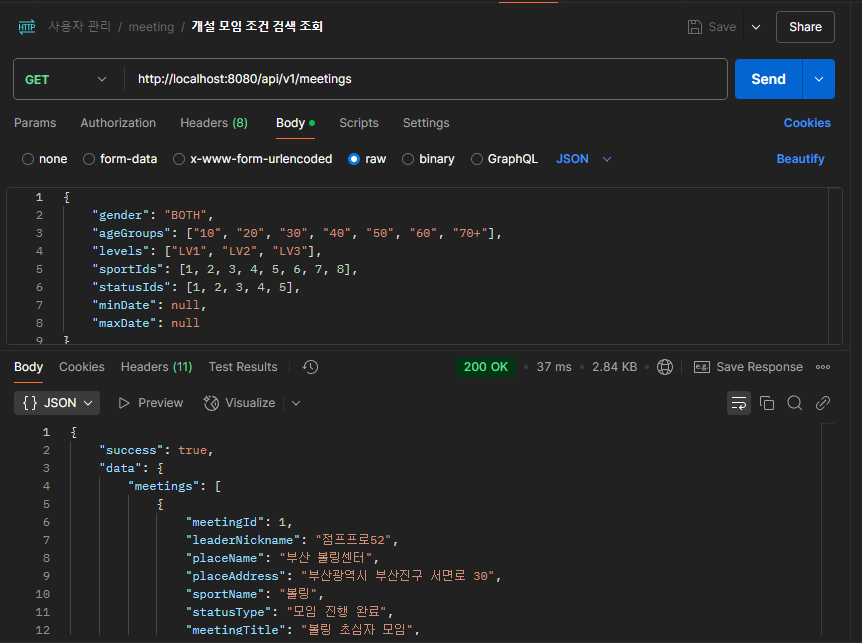 HTTP 사용자 관리 / meeting / 개설 모임 조건 검색 조회 Save Share
GET http://localhost:8080/api/v1/meetings Send
Params Authorization Headers (8) Body Scripts Settings Cookies
none form-data x-www-form-urlencoded raw binary GraphQL JSON Beautify
1 {
2 "gender": "BOTH",
3 "ageGroups": ["10", "20", "30", "40", "50", "60", "70+"],
4 "levels": ["LV1", "LV2", "LV3"],
5 "sportIds": [1, 2, 3, 4, 5, 6, 7, 8],
6 "statusIds": [1, 2, 3, 4, 5],
7 "minDate": null,
8 "maxDate": null
9 }
Body Cookies Headers (11) Test Results 200 OK 37 ms 2.84 KB e.g. Save Response
{} JSON Preview Visualize
1 {
2 "success": true,
3 "data": {
4 "meetings": [
5 {
6 "meetingId": 1,
7 "leaderNickname": "점프프로52",
8 "placeName": "부산 볼링센터",
9 "placeAddress": "부산광역시 부산진구 서면로 30",
10 "sportName": "볼링",
11 "statusType": "모임 진행 완료",
12 "meetingTitle": "볼링 초심자 모임",